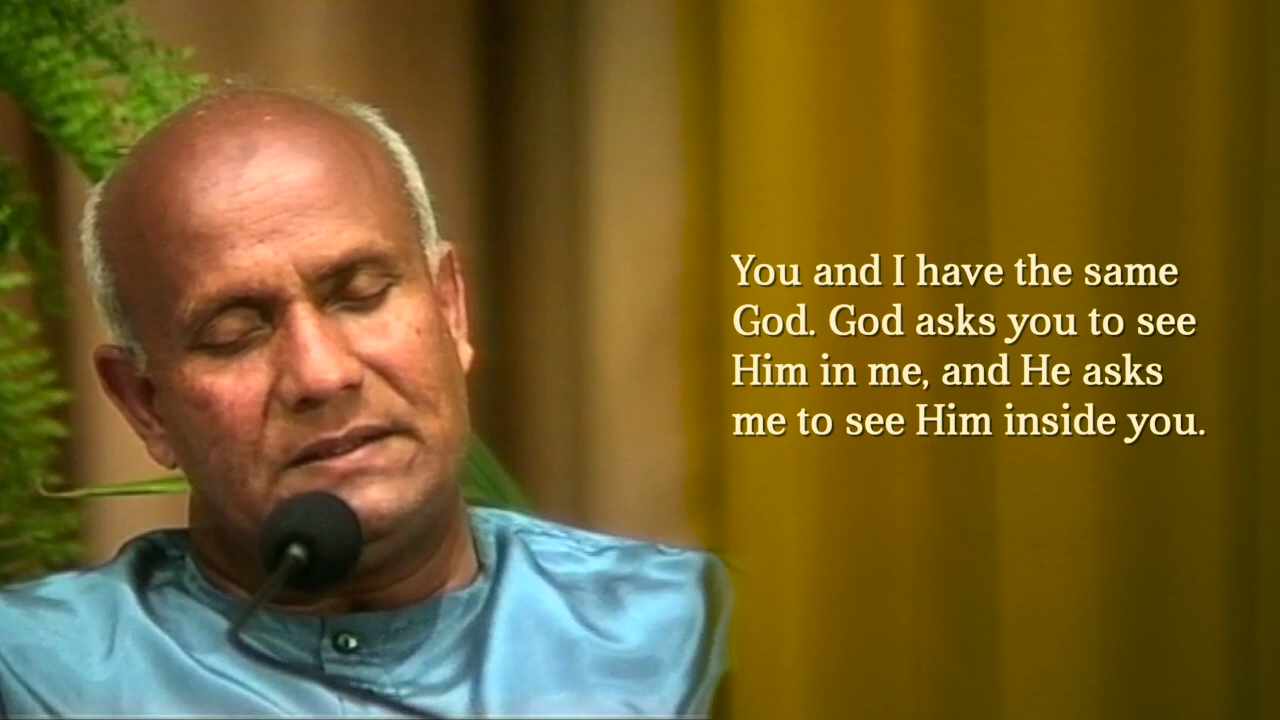 You and I have the same
God. God asks you to see
Him in me, and He asks
me to see Him inside you.